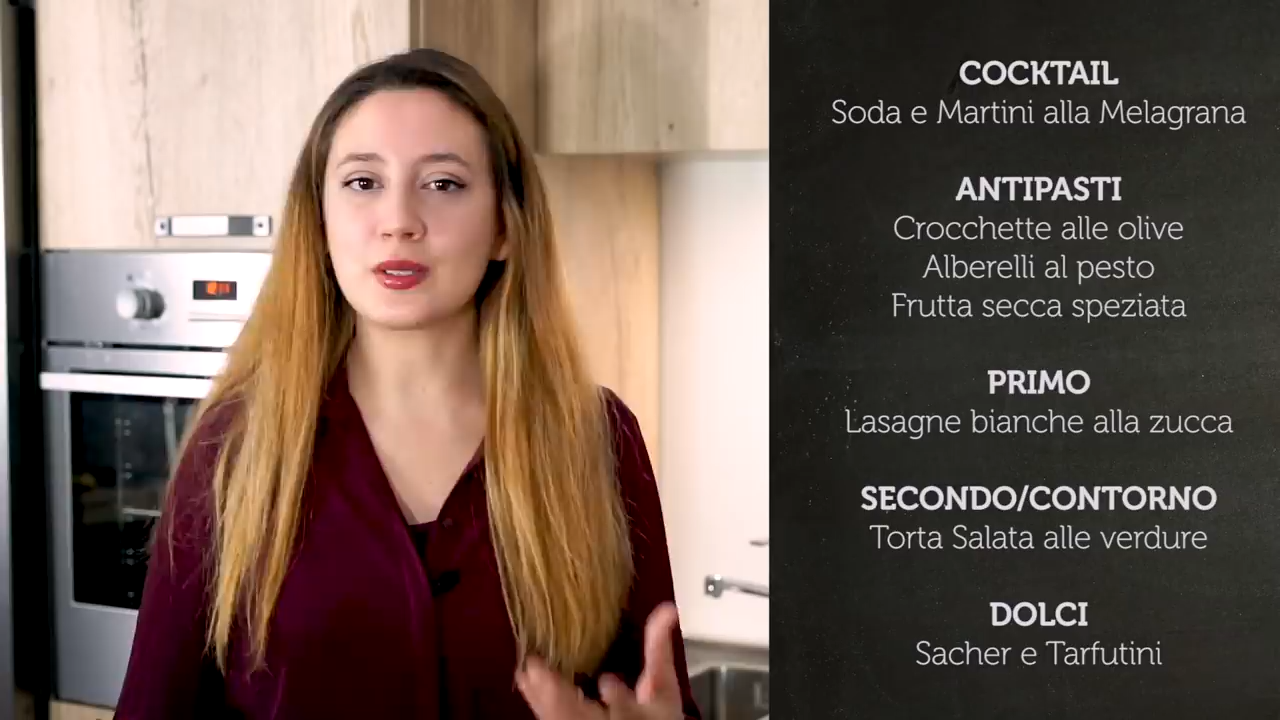 COCKTAIL
Soda e Martini alla Melagrana
ANTIPASTI
Crocchette alle olive
Alberelli al pesto
Frutta secca speziata
PRIMO
Lasagne bianche alla zucca
SECONDO/CONTORNO
Torta Salata alle verdure
DOLCI
Sacher e Tarfutini